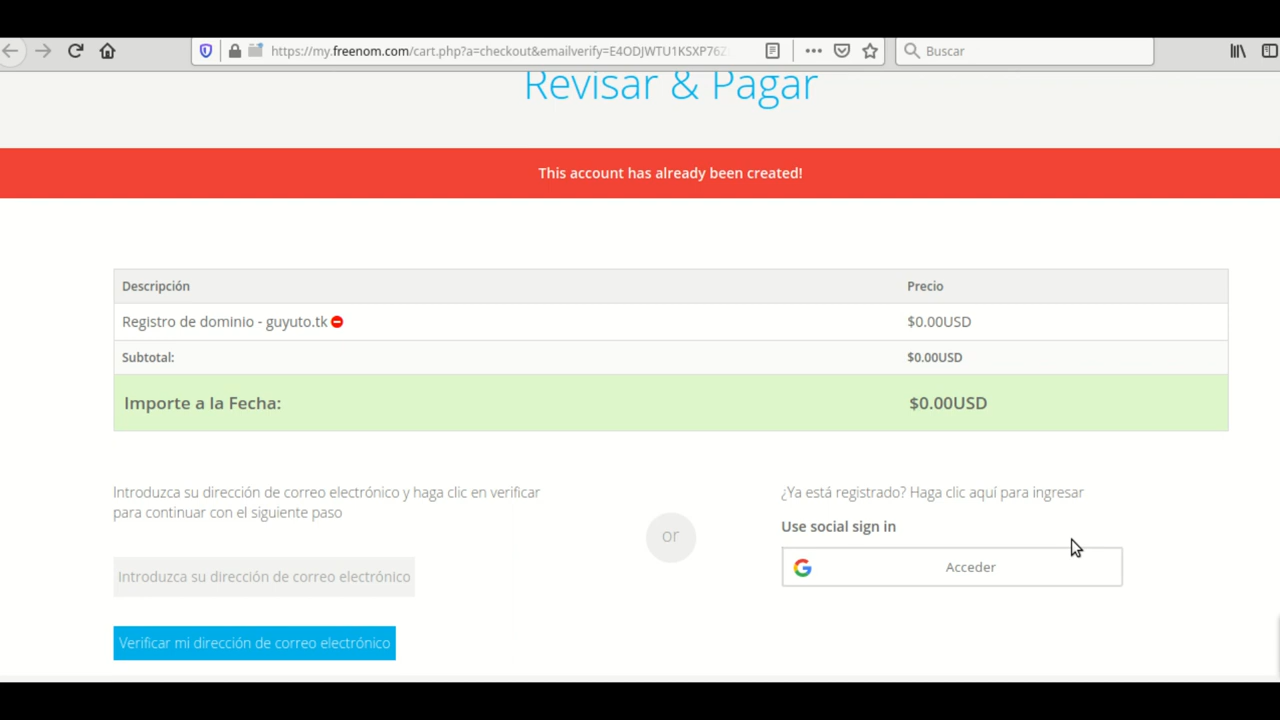 https://my.freenom.com/cart.php?a=checkout&emailverify=E4ODJWTU1KSXP76Z
Buscar
Revisar & Pagar
This account has already been created!
Descripción Precio
Registro de dominio - guyuto.tk $0.00USD
Subtotal: $0.00USD
Importe a la Fecha: $0.00USD
Introduzca su dirección de correo electrónico y haga clic en verificar
para continuar con el siguiente paso
Introduzca su dirección de correo electrónico
Verificar mi dirección de correo electrónico
or
¿Ya está registrado? Haga clic aquí para ingresar
Use social sign in
Acceder